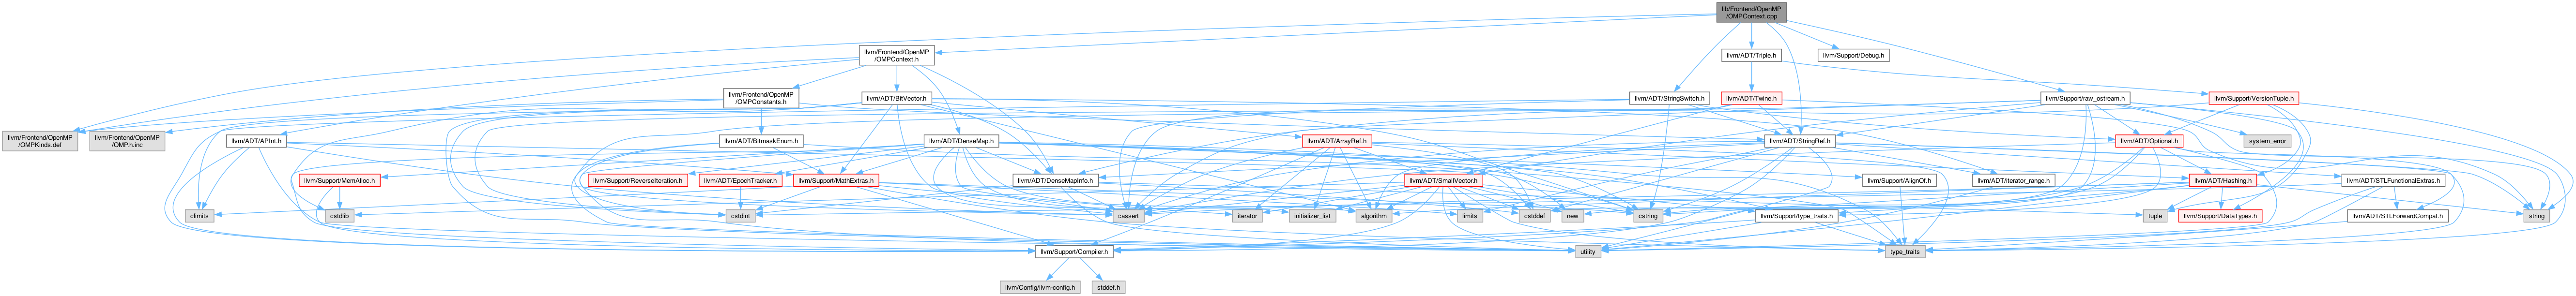 lib/Frontend/OpenMP
/OMPContext.cpp
llvm/Frontend/OpenMP
/OMPContext.h
llvm/ADT/Triple.h
llvm/Support/Debug.h
llvm/Frontend/OpenMP
/OMPConstants.h
llvm/ADT/BitVector.h
llvm/ADT/StringSwitch.h
llvm/ADT/Twine.h
llvm/Support/raw_ostream.h
llvm/Support/VersionTuple.h
llvm/Frontend/OpenMP
/OMPKinds.def
llvm/Frontend/OpenMP
/OMP.h.inc
llvm/ADT/APInt.h
llvm/ADT/BitmaskEnum.h
llvm/ADT/DenseMap.h
llvm/ADT/ArrayRef.h
llvm/ADT/StringRef.h
llvm/ADT/Optional.h
system_error
llvm/Support/MemAlloc.h
llvm/Support/ReverseIteration.h
llvm/ADT/EpochTracker.h
llvm/Support/MathExtras.h
llvm/ADT/DenseMapInfo.h
llvm/ADT/SmallVector.h
llvm/Support/AlignOf.h
llvm/ADT/iterator_range.h
llvm/ADT/Hashing.h
llvm/ADT/STLFunctionalExtras.h
climits
cstdlib
cstdint
cassert
iterator
initializer_list
algorithm
limits
cstddef
new
cstring
llvm/Support/type_traits.h
tuple
llvm/Support/DataTypes.h
llvm/ADT/STLForwardCompat.h
string
llvm/Support/Compiler.h
utility
type_traits
llvm/Config/llvm-config.h
stddef.h